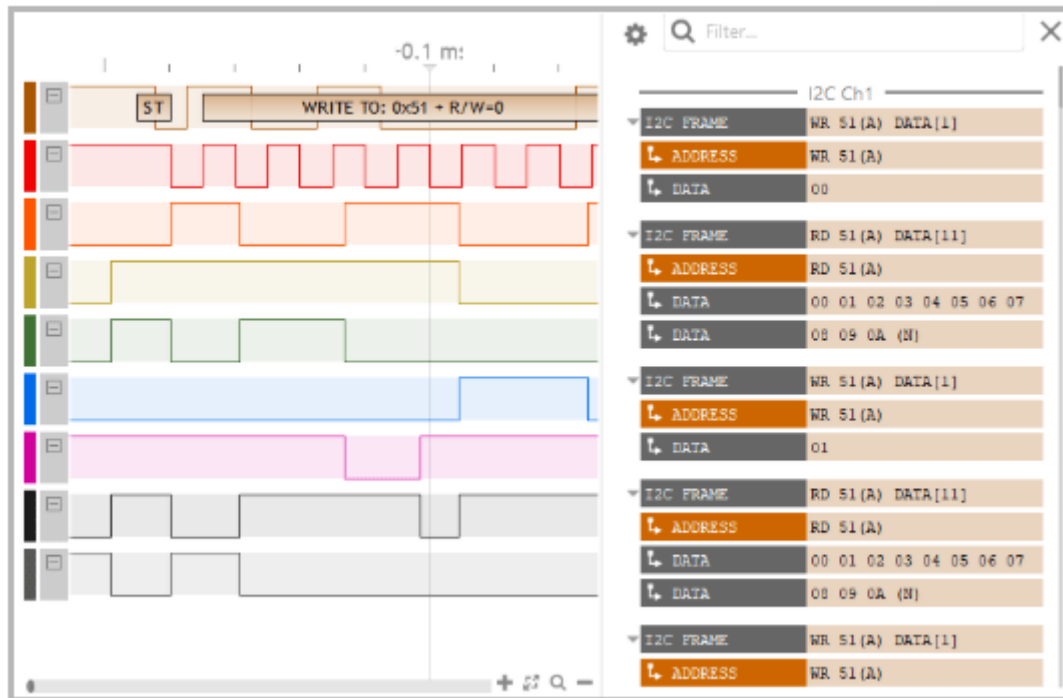 -0.1 m:
ST
WRITE TO: 0x51 + R/W=0
Filter...
I2C Ch1
I2C FRAME WR 51(A) DATA[1]
ADDRESS WR 51(A)
DATA 00
I2C FRAME RD 51(A) DATA[11]
ADDRESS RD 51(A)
DATA 00 01 02 03 04 05 06 07
DATA 08 09 0A (N)
I2C FRAME WR 51(A) DATA[1]
ADDRESS WR 51(A)
DATA 01
I2C FRAME RD 51(A) DATA[11]
ADDRESS RD 51(A)
DATA 00 01 02 03 04 05 06 07
DATA 08 09 0A (N)
I2C FRAME WR 51(A) DATA[1]
ADDRESS WR 51(A)